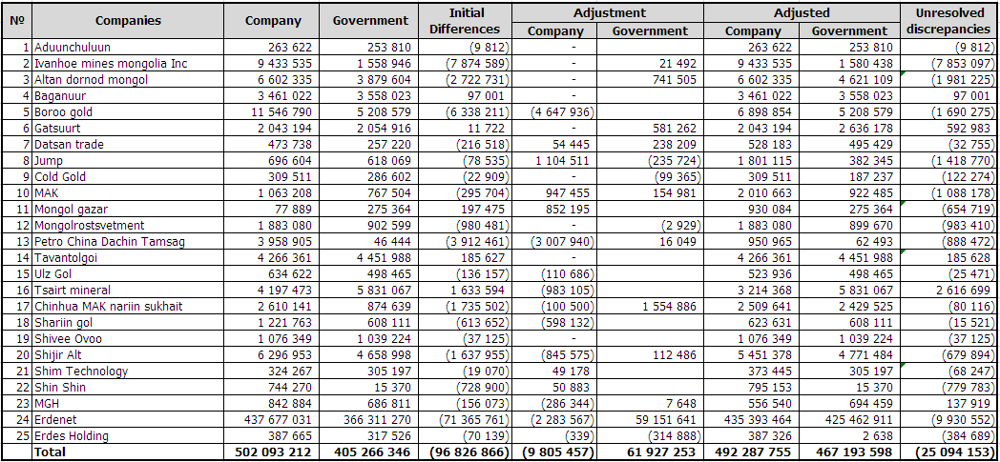 № Companies Company Government Initial Differences Adjustment Adjusted Unresolved discrepancies
Company Government Company Government
1 Aduunchuluun 263 622 253 810 (9 812) - 263 622 253 810 (9 812)
2 Ivanhoe mines mongolia Inc 9 433 535 1 558 946 (7 874 589) - 21 492 9 433 535 1 580 438 (7 853 097)
3 Altan dornod mongol 6 602 335 3 879 604 (2 722 731) - 741 505 6 602 335 4 621 109 (1 981 225)
4 Baganuur 3 461 022 3 558 023 97 001 - 3 461 022 3 558 023 97 001
5 Boroo gold 11 546 790 5 208 579 (6 338 211) (4 647 936) 6 898 854 5 208 579 (1 690 275)
6 Gatsuurt 2 043 194 2 054 916 11 722 - 581 262 2 043 194 2 636 178 592 983
7 Datsan trade 473 738 257 220 (216 518) 54 445 238 209 528 183 495 429 (32 755)
8 Jump 696 604 618 069 (78 535) 1 104 511 (235 724) 1 801 115 382 345 (1 418 770)
9 Cold Gold 309 511 286 602 (22 909) - (99 365) 309 511 187 237 (122 274)
10 MAK 1 063 208 767 504 (295 704) 947 455 154 981 2 010 663 922 485 (1 088 178)
11 Mongol gazar 77 889 275 364 197 475 852 195 930 084 275 364 (654 719)
12 Mongolrostsvetment 1 883 080 902 599 (980 481) - (2 929) 1 883 080 899 670 (983 410)
13 Petro China Dachin Tamsag 3 958 905 46 444 (3 912 461) (3 007 940) 16 049 950 965 62 493 (888 472)
14 Tavantolgoi 4 266 361 4 451 988 185 627 - 4 266 361 4 451 988 185 628
15 Ulz Gol 634 622 498 465 (136 157) (110 686) 523 936 498 465 (25 471)
16 Tsairt mineral 4 197 473 5 831 067 1 633 594 (983 105) 3 214 368 5 831 067 2 616 699
17 Chinhua MAK nariin sukhait 2 610 141 874 639 (1 735 502) (100 500) 1 554 886 2 509 641 2 429 525 (80 116)
18 Shariin gol 1 221 763 608 111 (613 652) (598 132) 623 631 608 111 (15 521)
19 Shivee Ovoo 1 076 349 1 039 224 (37 125) - 1 076 349 1 039 224 (37 125)
20 Shijir Alt 6 296 953 4 658 998 (1 637 955) (845 575) 112 486 5 451 378 4 771 484 (679 894)
21 Shim Technology 324 267 305 197 (19 070) 49 178 373 445 305 197 (68 247)
22 Shin Shin 744 270 15 370 (728 900) 50 883 795 153 15 370 (779 783)
23 MGH 842 884 686 811 (156 073) (286 344) 7 648 556 540 694 459 137 919
24 Erdenet 437 677 031 366 311 270 (71 365 761) (2 283 567) 59 151 641 435 393 464 425 462 911 (9 930 552)
25 Erdes Holding 387 665 317 526 (70 139) (339) (314 888) 387 326 2 638 (384 689)
Total 502 093 212 405 266 346 (96 826 866) (9 805 457) 61 927 253 492 287 755 467 193 598 (25 094 153)